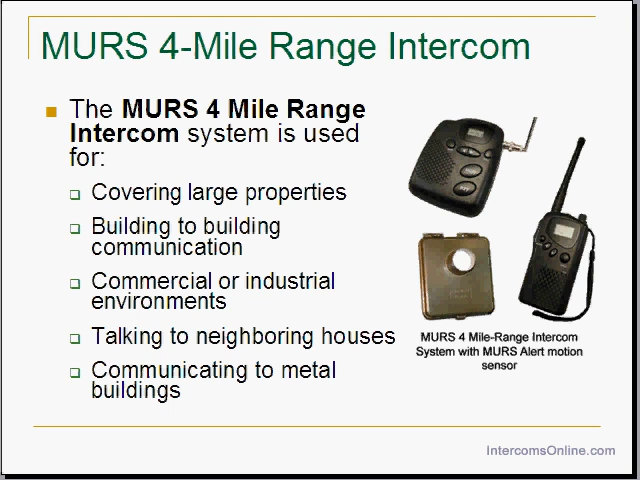 MURS 4-Mile Range Intercom
The MURS 4 Mile Range
Intercom system is used
for:
Covering large properties
Building to building
communication
Commercial or industrial
environments
Talking to neighboring houses
Communicating to metal
buildings
MURS 4 Mile-Range Intercom
System with MURS Alert motion
sensor
IntercomsOnline.com